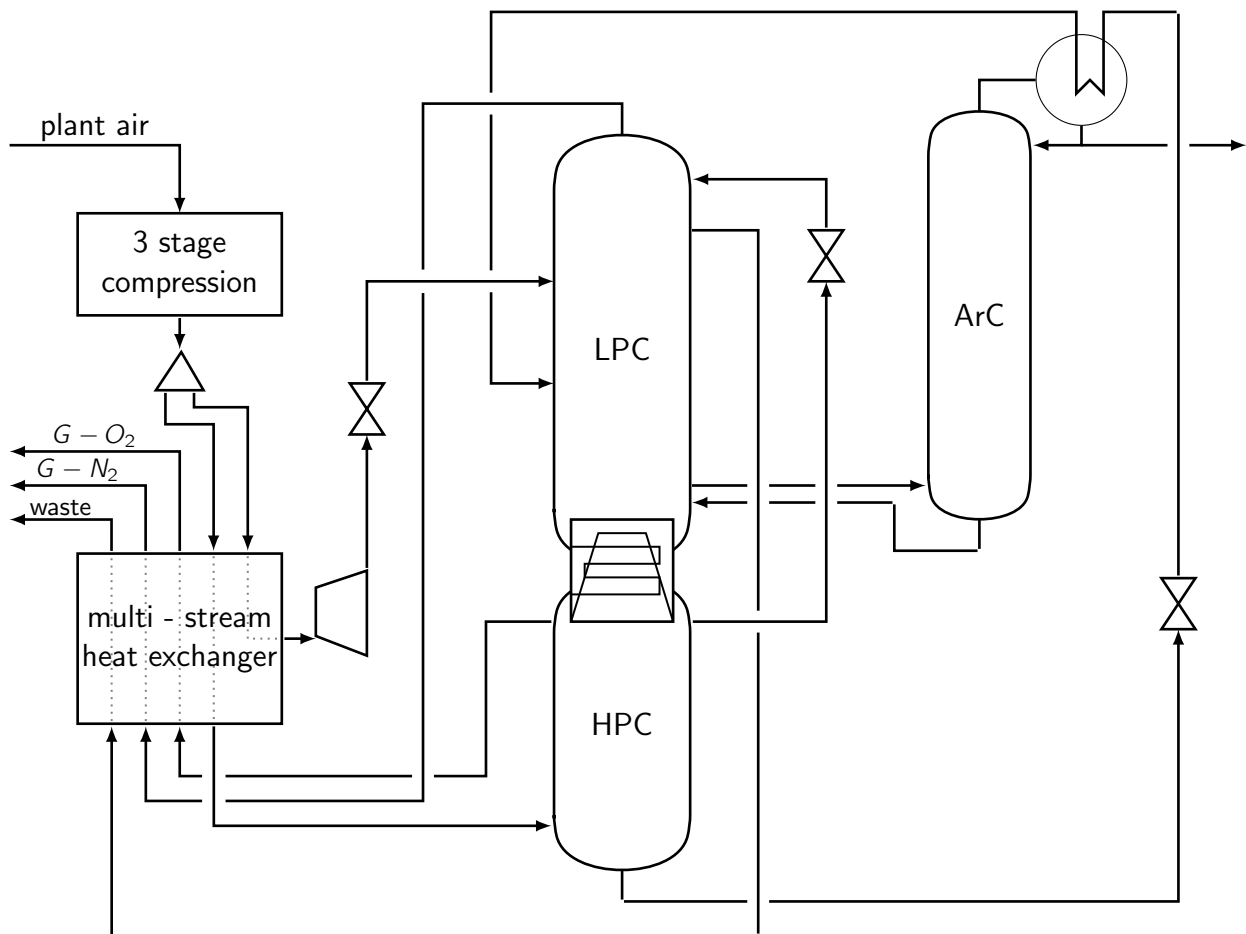 plant air
3 stage
compression
LPC
ArC
G − O₂
G − N₂
waste
multi - stream
heat exchanger
HPC